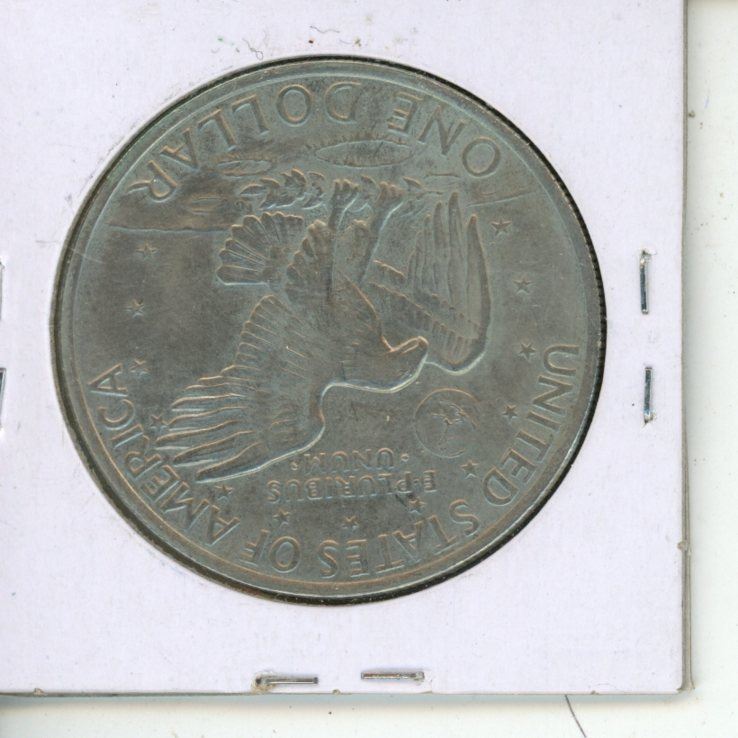 UNITED STATES OF AMERICA
E·PLURIBUS
·UNUM·
ONE DOLLAR